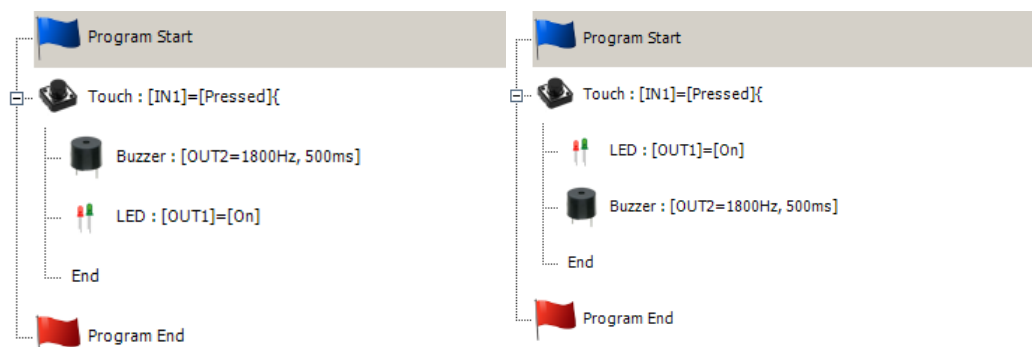 Program Start
Touch : [IN1]=[Pressed]{
Buzzer : [OUT2=1800Hz, 500ms]
LED : [OUT1]=[On]
End
Program End
Program Start
Touch : [IN1]=[Pressed]{
LED : [OUT1]=[On]
Buzzer : [OUT2=1800Hz, 500ms]
End
Program End